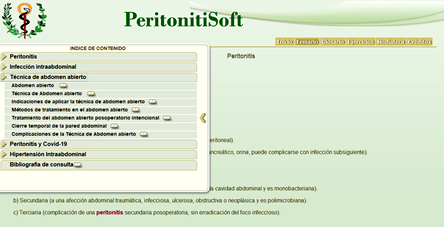 PeritonitiSoft
Inicio Temario Glosario Ejercicios Mediateca Créditos
INDICE DE CONTENIDO
Peritonitis
Peritonitis
Infección intraabdominal
Técnica de abdomen abierto
Abdomen abierto
Técnica de Abdomen abierto
Indicaciones de aplicar la técnica de abdomen abierto
Métodos de tratamiento en el abdomen abierto
Tratamiento del abdomen abierto posoperatorio intencional
Cierre temporal de la pared abdominal
Complicaciones de la Técnica de Abdomen abierto
eritoneal)
Peritonitis y Covid-19
ncreático, orina; puede complicarse con infección subsiguiente).
Hipertensión Intraabdominal
Bibliografía de consulta
la cavidad abdominal y es monobacteriana).
b) Secundaria (a una afección abdominal traumática, infecciosa, ulcerosa, obstructiva o neoplásica y es polimicrobiana).
c) Terciaria (complicación de una peritonitis secundaria posoperatoria, sin erradicación del foco infeccioso).